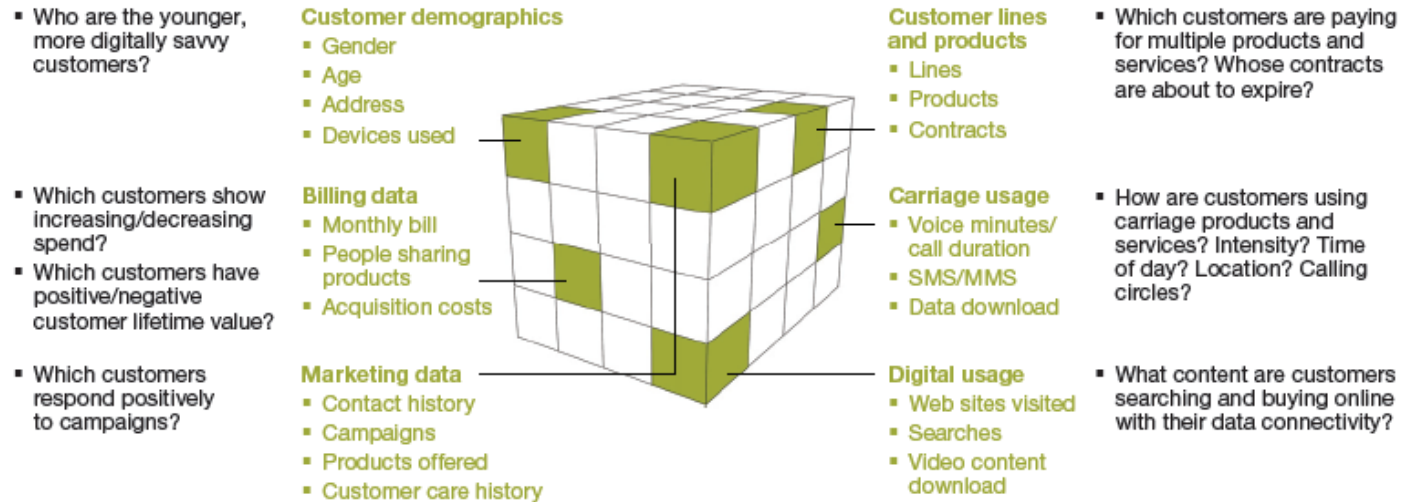 ▪ Who are the younger,
more digitally savvy
customers?
Customer demographics
▪ Gender
▪ Age
▪ Address
▪ Devices used
Customer lines
and products
▪ Lines
▪ Products
▪ Contracts
▪ Which customers are paying
for multiple products and
services? Whose contracts
are about to expire?
▪ Which customers show
increasing/decreasing
spend?
▪ Which customers have
positive/negative
customer lifetime value?
Billing data
▪ Monthly bill
▪ People sharing
products
▪ Acquisition costs
Carriage usage
▪ Voice minutes/
call duration
▪ SMS/MMS
▪ Data download
▪ How are customers using
carriage products and
services? Intensity? Time
of day? Location? Calling
circles?
▪ Which customers
respond positively
to campaigns?
Marketing data
▪ Contact history
▪ Campaigns
▪ Products offered
▪ Customer care history
Digital usage
▪ Web sites visited
▪ Searches
▪ Video content
download
▪ What content are customers
searching and buying online
with their data connectivity?